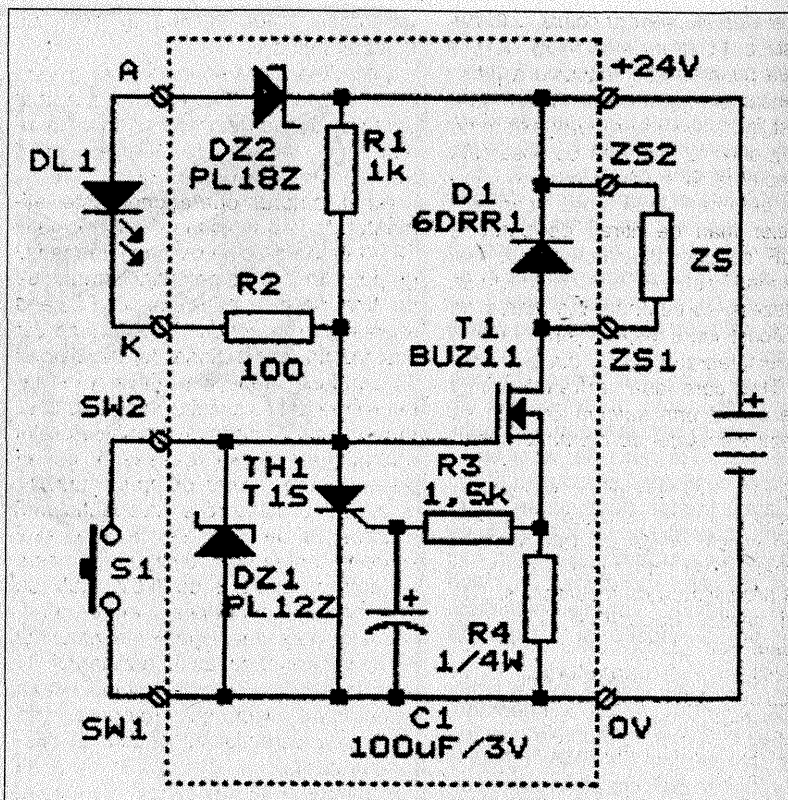 A
+24V
DZ2
PL18Z
R1
1k
DL1
ZS2
D1
6DRR1
ZS
R2
100
K
T1
BUZ11
ZS1
SW2
+
TH1
T1S
R3
1,5k
S1
DZ1
PL12Z
+
R4
1/4W
SW1
C1
100uF/3V
0V